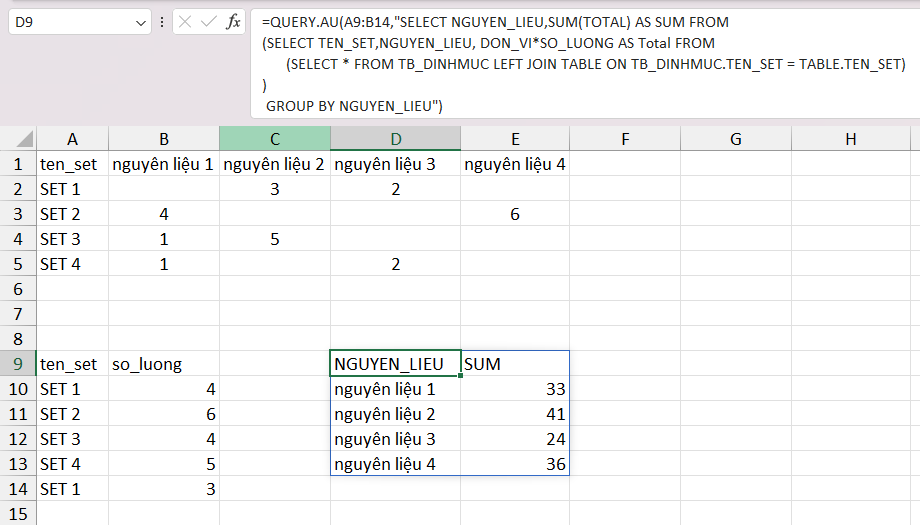 D9
fx
=QUERY.AU(A9:B14,"SELECT NGUYEN_LIEU,SUM(TOTAL) AS SUM FROM
(SELECT TEN_SET,NGUYEN_LIEU, DON_VI*SO_LUONG AS Total FROM
(SELECT * FROM TB_DINHMUC LEFT JOIN TABLE ON TB_DINHMUC.TEN_SET = TABLE.TEN_SET)
)
GROUP BY NGUYEN_LIEU")
A B C D E F G H
1 ten_set nguyên liệu 1 nguyên liệu 2 nguyên liệu 3 nguyên liệu 4
2 SET 1 3 2
3 SET 2 4 6
4 SET 3 1 5
5 SET 4 1 2
6
7
8
9 ten_set so_luong NGUYEN_LIEU SUM
10 SET 1 4 nguyên liệu 1 33
11 SET 2 6 nguyên liệu 2 41
12 SET 3 4 nguyên liệu 3 24
13 SET 4 5 nguyên liệu 4 36
14 SET 1 3
15